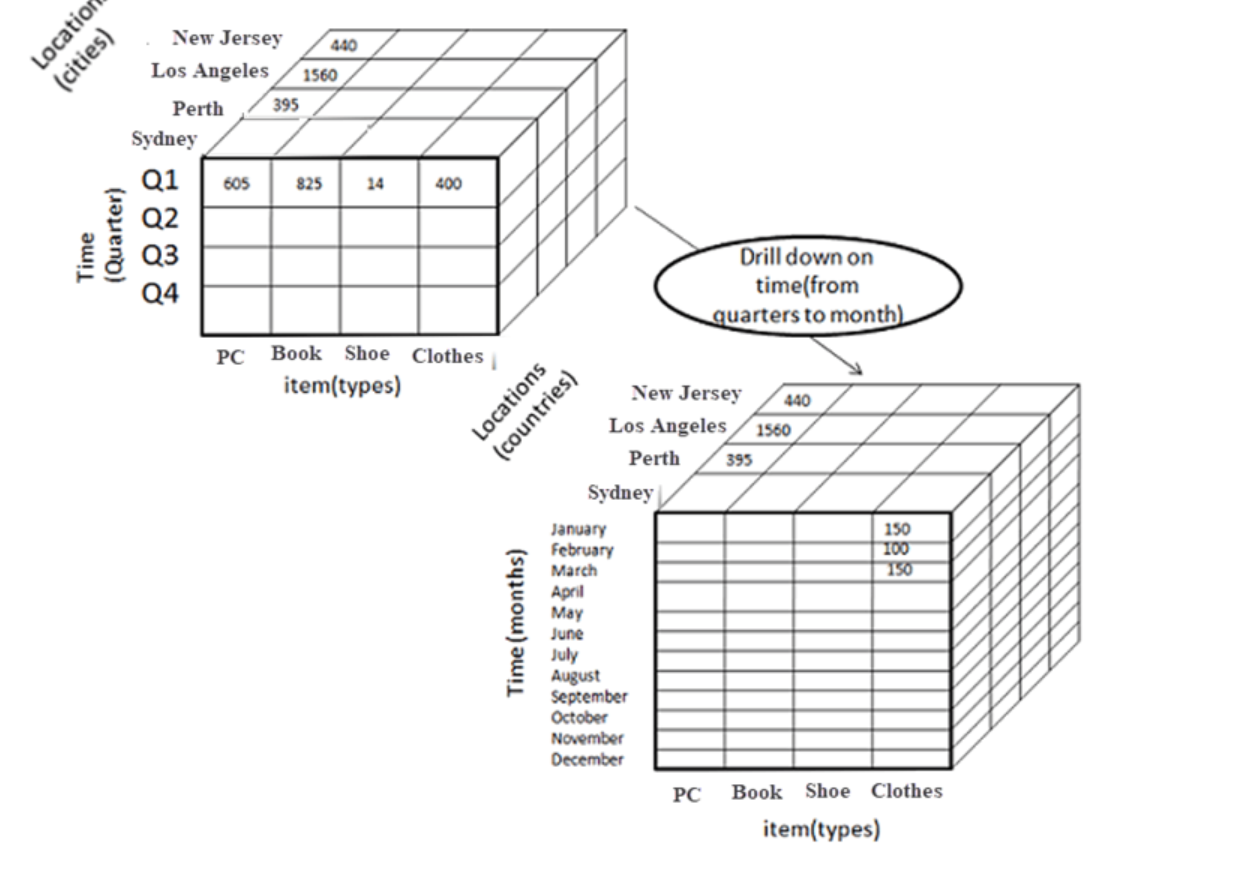 Locations
(cities)
New Jersey
440
Los Angeles
1560
Perth
395
Sydney
Time
(Quarter)
Q1
605 825 14 400
Q2
Q3
Q4
PC Book Shoe Clothes
item(types)
Drill down on
time(from
quarters to month)
Locations
(countries)
New Jersey
440
Los Angeles
1560
Perth
395
Sydney
Time (months)
January 150
February 100
March 150
April
May
June
July
August
September
October
November
December
PC Book Shoe Clothes
item(types)